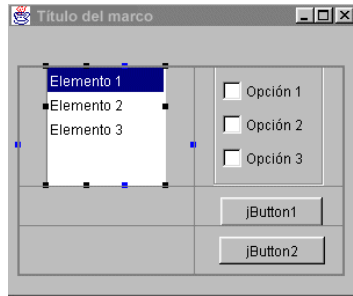 Título del marco
Elemento 1
Elemento 2
Elemento 3
Opción 1
Opción 2
Opción 3
jButton1
jButton2